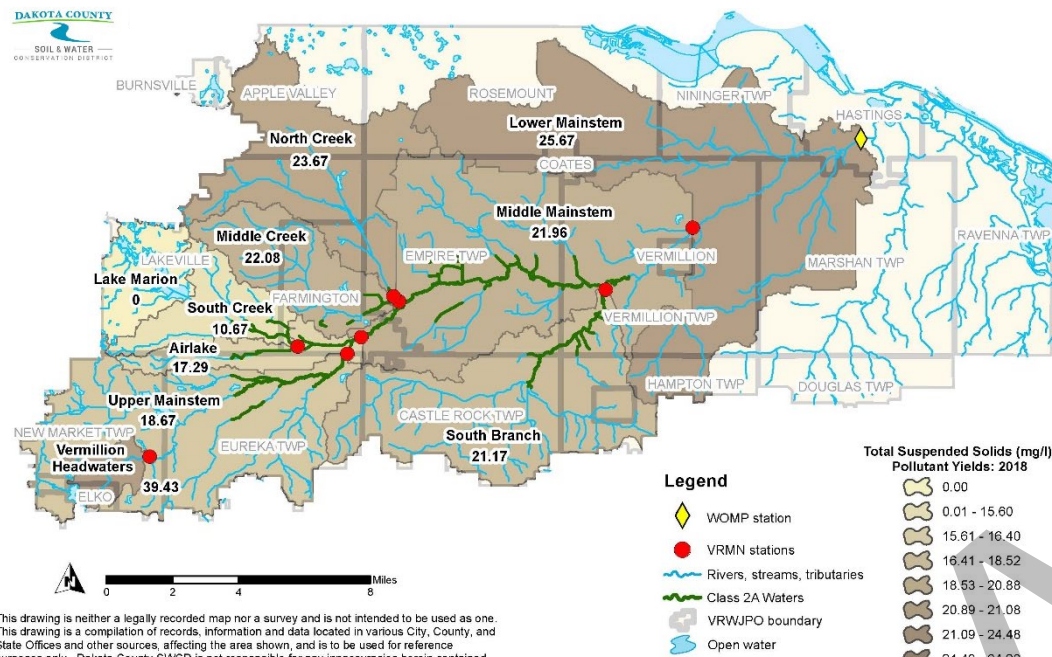 DAKOTA COUNTY
SOIL & WATER
CONSERVATION DISTRICT
BURNSVILLE
APPLE VALLEY
ROSEMOUNT
NININGER TWP
HASTINGS
North Creek
23.67
Lower Mainstem
25.67
COATES
Middle Mainstem
21.96
Middle Creek
22.08
LAKEVILLE
EMPIRE TWP
VERMILLION
RAVENNA TWP
MARSHAN TWP
Lake Marion
0
FARMINGTON
South Creek
10.67
VERMILLION TWP
Airlake
17.29
HAMPTON TWP
DOUGLAS TWP
Upper Mainstem
18.67
CASTLE ROCK TWP
NEW MARKET TWP
EUREKA TWP
South Branch
21.17
Vermillion
Headwaters
39.43
ELKO
Legend
WOMP station
VRMN stations
Rivers, streams, tributaries
Class 2A Waters
VRWJPO boundary
Open water
Total Suspended Solids (mg/l)
Pollutant Yields: 2018
0.00
0.01 - 15.60
15.61 - 16.40
16.41 - 18.52
18.53 - 20.88
20.89 - 21.08
21.09 - 24.48
N
0 2 4 8 Miles
This drawing is neither a legally recorded map nor a survey and is not intended to be used as one.
This drawing is a compilation of records, information and data located in various City, County, and
State Offices and other sources, affecting the area shown, and is to be used for reference